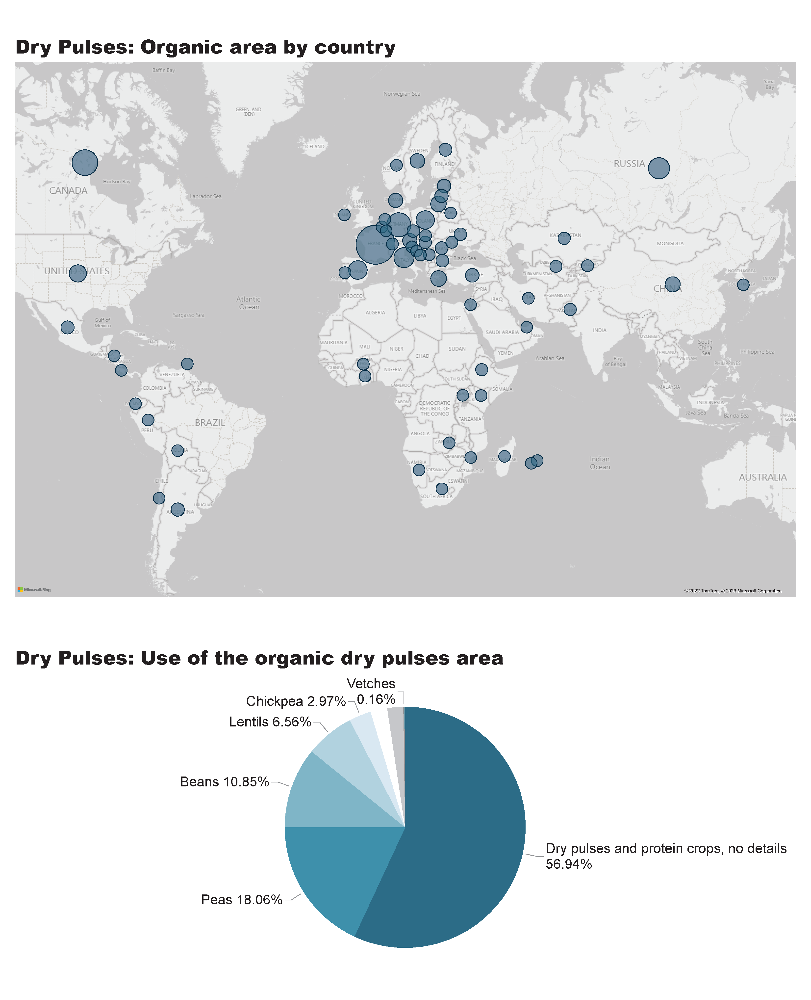 Dry Pulses: Organic area by country
Baffin Bay
Yana
Bay
Norwegian Sea
GREENLAND
(DEN)
ICELAND
SWEDEN
FINLAND
RUSSIA
Hudson Bay
CANADA
Labrador Sea
UNITED
KINGDOM
FRANCE
KAZAKHSTAN
MONGOLIA
Black Sea
ITALY
SPAIN
UNITED STATES
NORTH KOREA
TURKMENISTAN
TAJIKISTAN
JAPAN
CHINA
Mediterranean Sea
SYRIA
MOROCCO
Atlantic
Ocean
IRAQ
IRAN
AFGHANISTAN
ALGERIA
LIBYA
EGYPT
Sargasso Sea
Gulf of
Mexico
SAUDI ARABIA
OMAN
INDIA
CUBA
MYANMAR
MAURITANIA
HAITI
PR
(US)
MALI
NIGER
SUDAN
YEMEN
CHAD
South
China
Sea
THAILAND
Philippine Sea
Arabian Sea
Bay
of Bengal
VIETNAM
PHILIPPINES
GUINEA
NIGERIA
VENEZUELA
GUYANA
SURINAME
SOUTH SUDAN
CAMEROON
SOMALIA
COLOMBIA
MALAYSIA
GABON
DEMOCRATIC
REPUBLIC OF
THE CONGO
INDONESIA
Java Sea
Banda Sea
TANZANIA
BRAZIL
PERU
ANGOLA
ZIMBABWE
NAMIBIA
BOTSWANA
MOZAMBIQUE
Indian
Ocean
PARAGUAY
CHILE
ESWATINI
AUSTRALIA
SOUTH AFRICA
URUGUAY
ARGENTINA
Microsoft Bing
© 2022 TomTom, © 2023 Microsoft Corporation
Dry Pulses: Use of the organic dry pulses area
Vetches
0.16%
Chickpea 2.97%
Lentils 6.56%
Beans 10.85%
Dry pulses and protein crops, no details
56.94%
Peas 18.06%